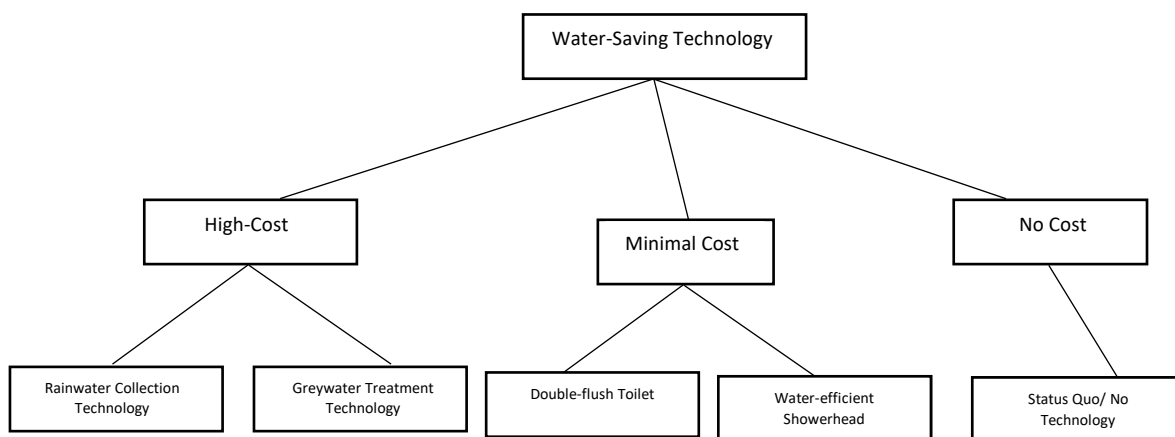 Water-Saving Technology
High-Cost
Minimal Cost
No Cost
Rainwater Collection
Technology
Greywater Treatment
Technology
Double-flush Toilet
Water-efficient
Showerhead
Status Quo/ No
Technology